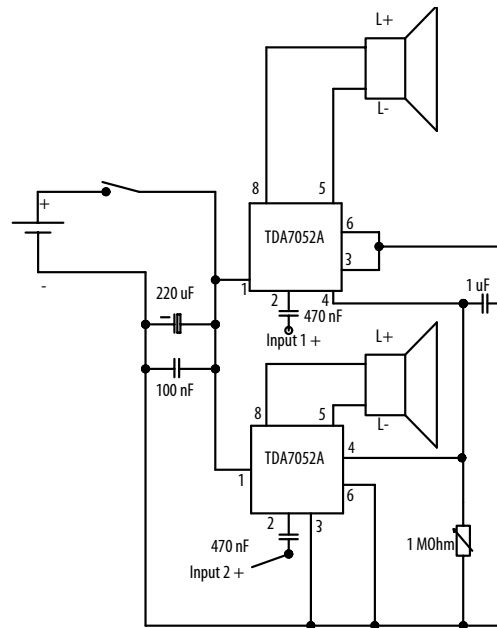 L+
L-
8
5
+
-
TDA7052A
6
3
1
2
4
220 uF
-
470 nF
1 uF
Input 1 +
100 nF
L+
L-
8
5
TDA7052A
4
1
6
2
3
470 nF
Input 2 +
1 MOhm